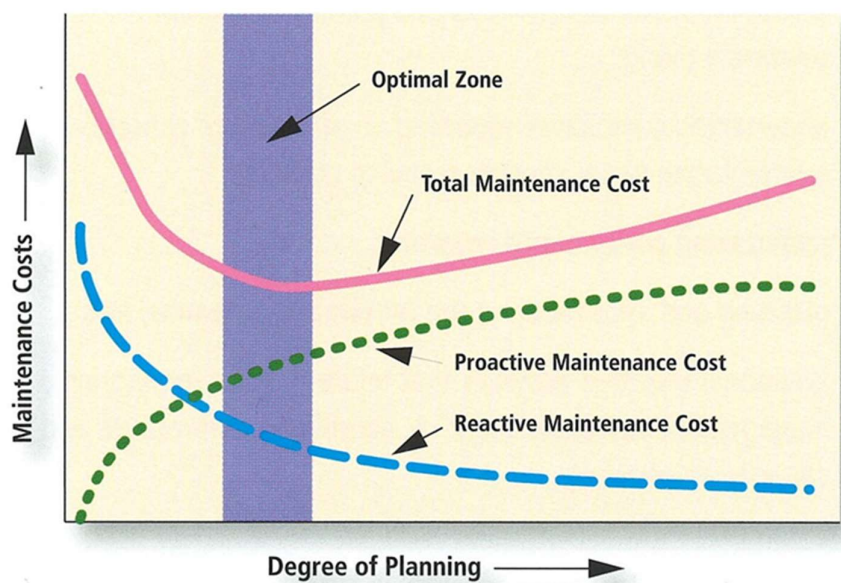 Optimal Zone
Total Maintenance Cost
Proactive Maintenance Cost
Reactive Maintenance Cost
Maintenance Costs
Degree of Planning